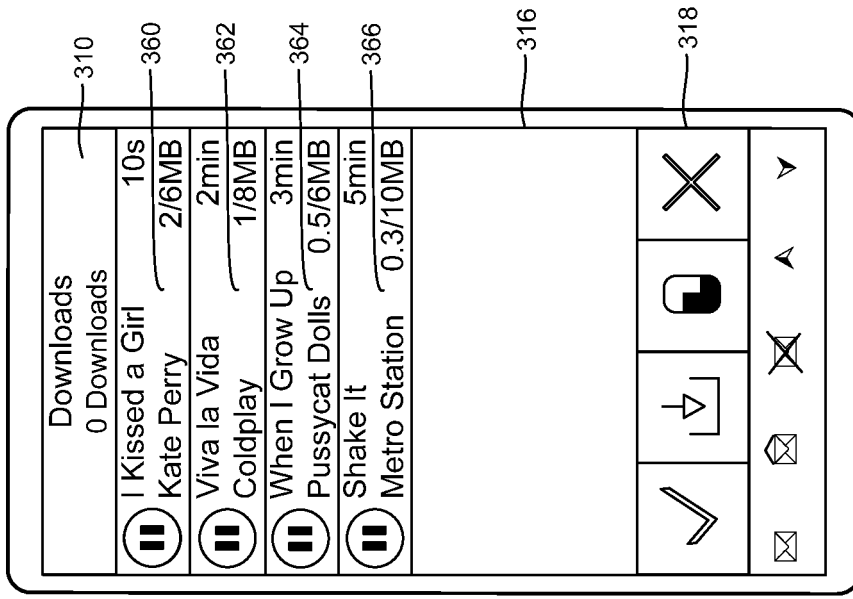 Downloads
0 Downloads
I Kissed a Girl 10s
Kate Perry 2/6MB
Viva la Vida 2min
Coldplay 1/8MB
When I Grow Up 3min
Pussycat Dolls 0.5/6MB
Shake It 5min
Metro Station 0.3/10MB
310
360
362
364
366
316
318